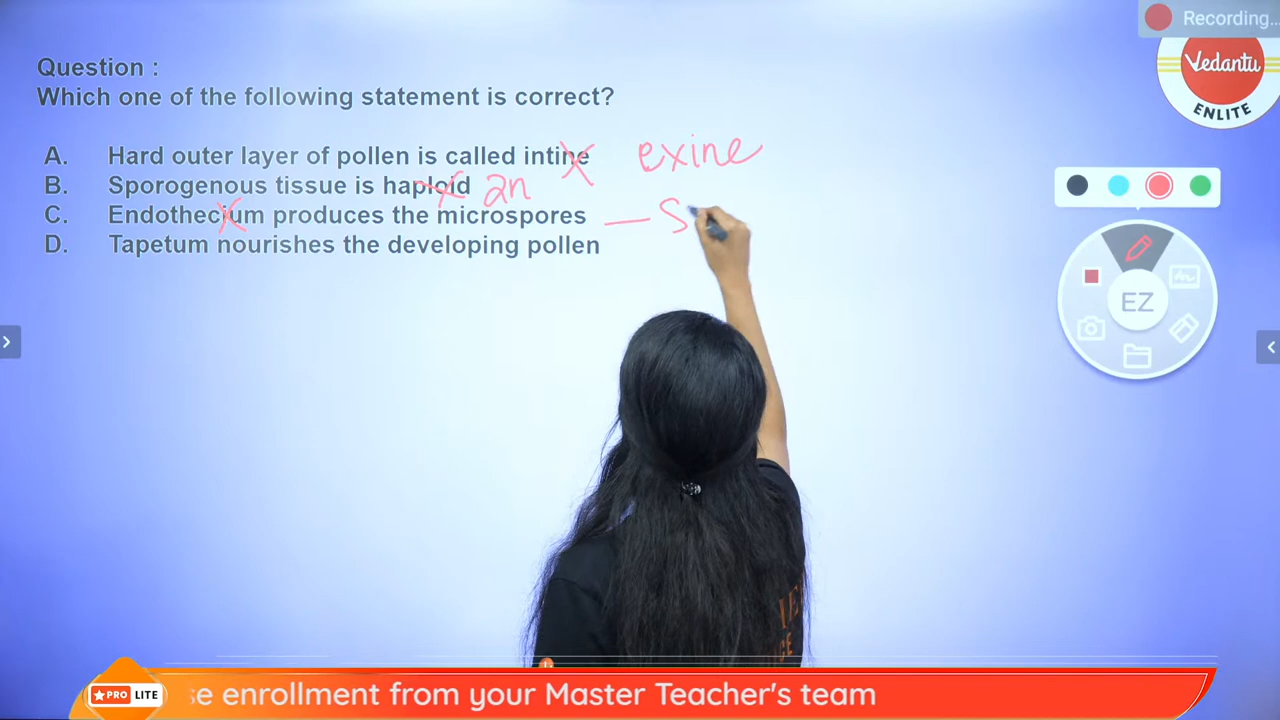 Recording...
Vedantu
ENLITE
Question :
Which one of the following statement is correct?
A. Hard outer layer of pollen is called intine exine
B. Sporogenous tissue is haploid 2n
C. Endothecium produces the microspores — S
D. Tapetum nourishes the developing pollen
EZ
PRO LITE
se enrollment from your Master Teacher's team